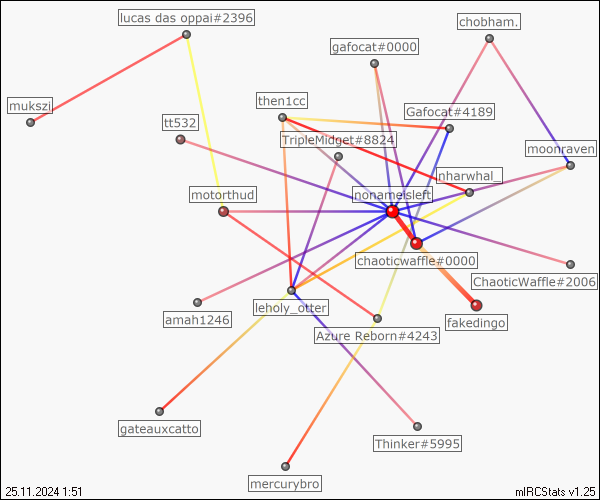 lucas das oppai#2396
chobham.
gafocat#0000
mukszi
then1cc
Gafocat#4189
tt532
TripleMidget#8824
moonraven
nharwhal_
motorthud
nonameisleft
chaoticwaffle#0000
ChaoticWaffle#2006
leholy_otter
amah1246
Azure Reborn#4243
fakedingo
gateauxcatto
Thinker#5995
mercurybro
25.11.2024 1:51
mIRCStats v1.25